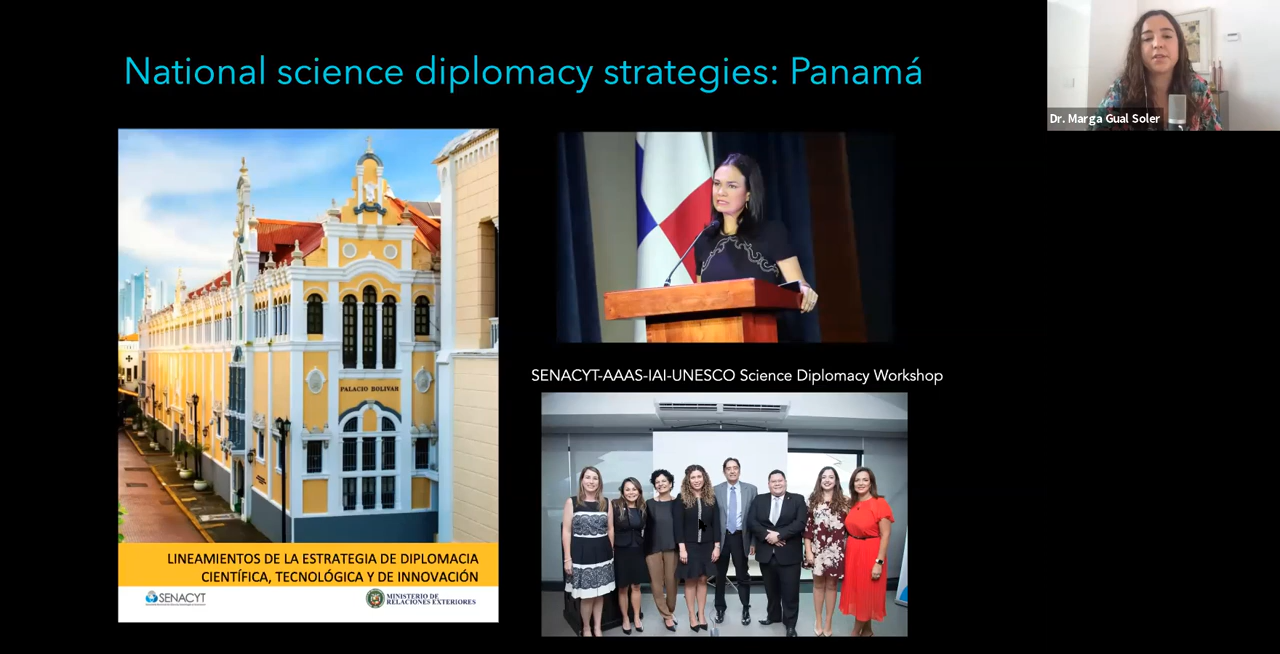 National science diplomacy strategies: Panamá
Dr. Marga Gual Soler
PALACIO BOLIVAR
SENACYT-AAAS-IAI-UNESCO Science Diplomacy Workshop
LINEAMIENTOS DE LA ESTRATEGIA DE DIPLOMACIA
CIENTÍFICA, TECNOLÓGICA Y DE INNOVACIÓN
SENACYT
MINISTERIO DE
RELACIONES EXTERIORES